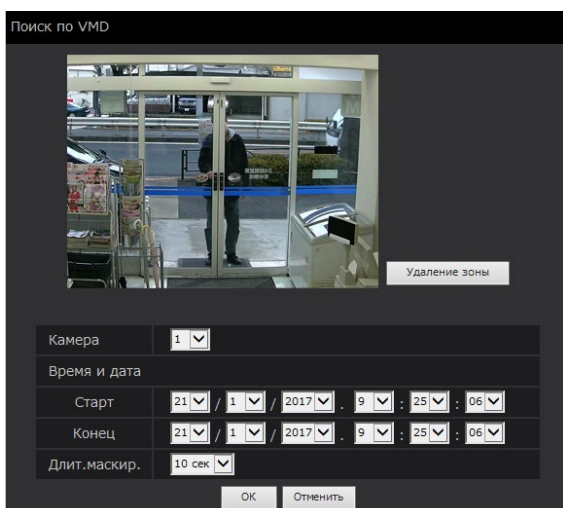 Поиск по VMD
Удаление зоны
Камера 1
Время и дата
Старт 21 / 1 / 2017 . 9 : 25 : 06
Конец 21 / 1 / 2017 . 9 : 25 : 06
Длит.маскир. 10 сек
OK Отменить